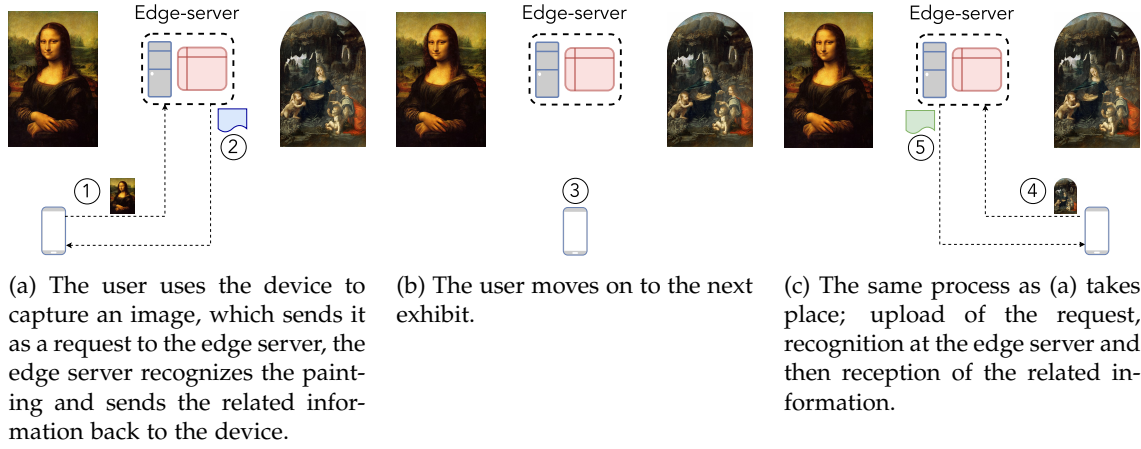 Edge-server
2
1
(a) The user uses the device to
capture an image, which sends it
as a request to the edge server, the
edge server recognizes the paint-
ing and sends the related infor-
mation back to the device.
Edge-server
3
(b) The user moves on to the next
exhibit.
Edge-server
5
4
(c) The same process as (a) takes
place; upload of the request,
recognition at the edge server and
then reception of the related in-
formation.